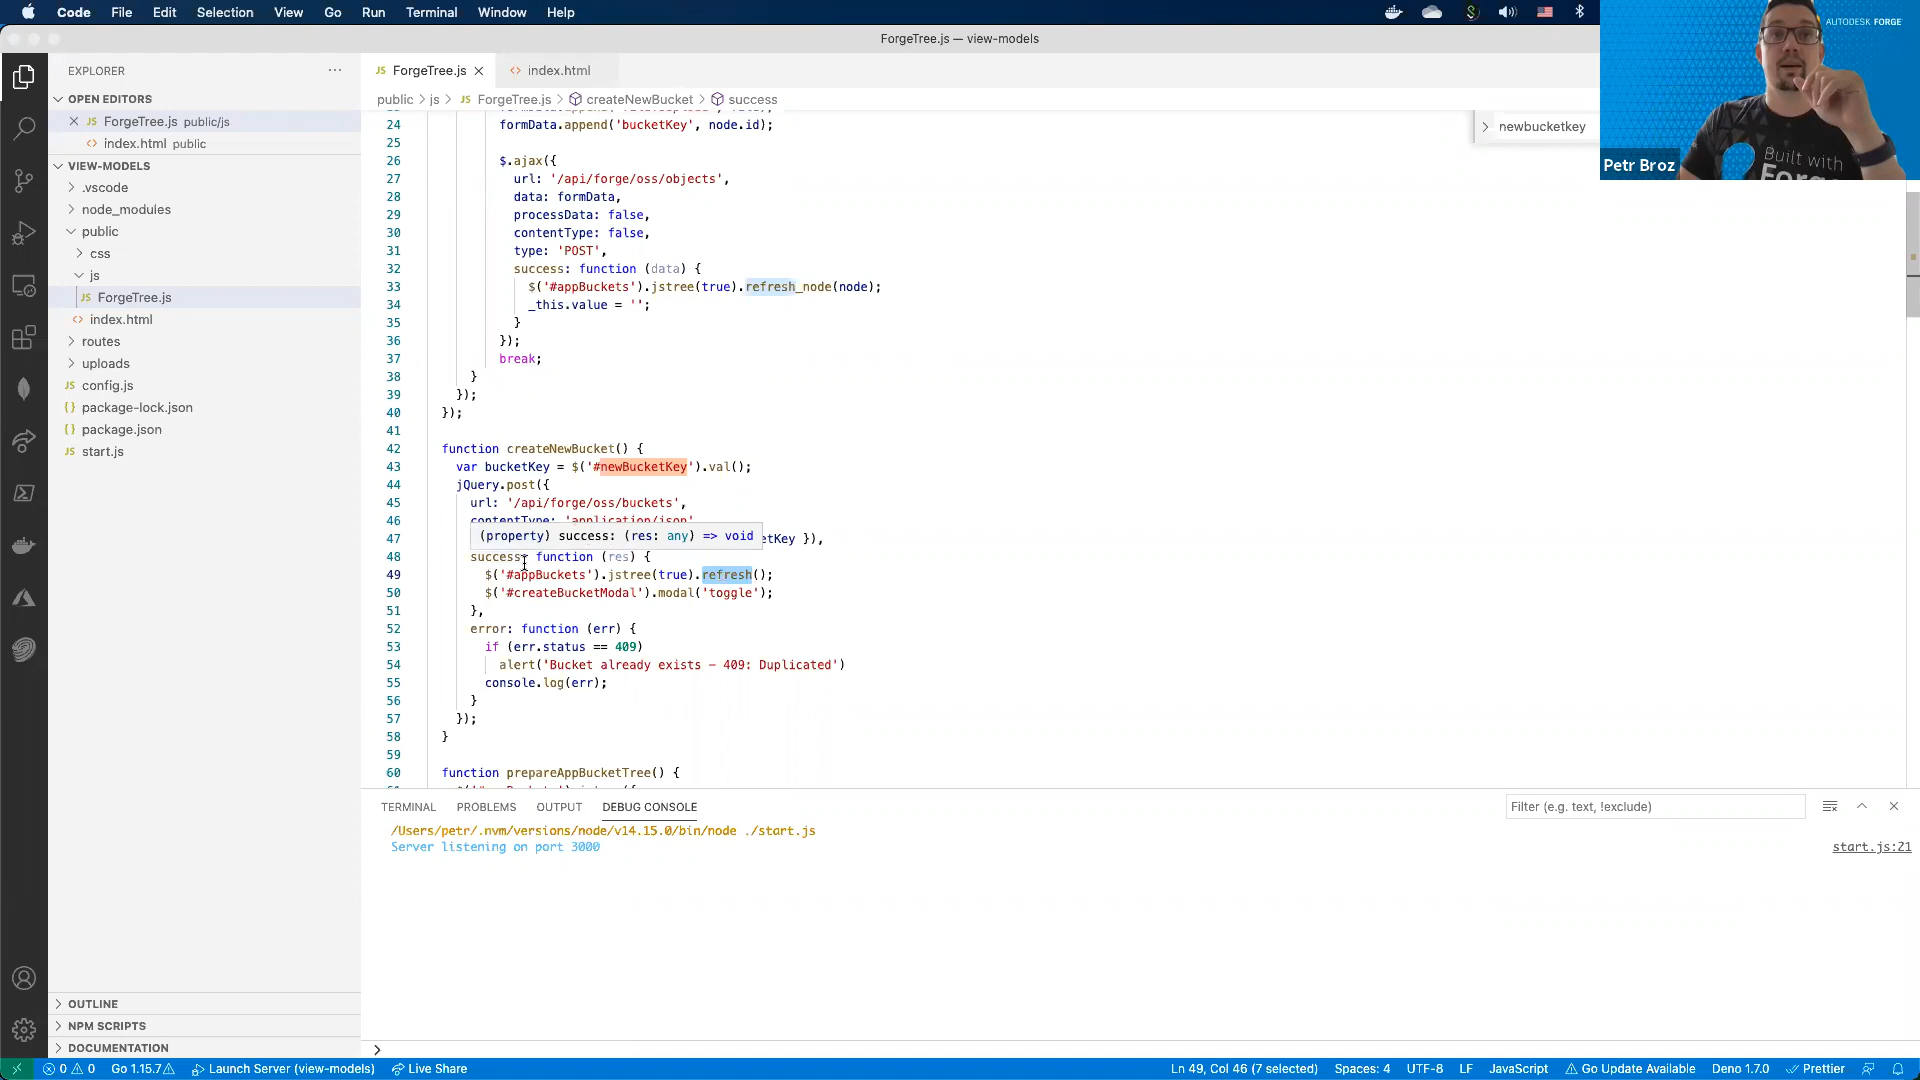 Code File Edit Selection View Go Run Terminal Window Help
ForgeTree.js — view-models
AUTODESK FORGE
Built with
Petr Broz
EXPLORER
OPEN EDITORS
ForgeTree.js public/js
index.html public
VIEW-MODELS
.vscode
node_modules
public
css
js
ForgeTree.js
index.html
routes
uploads
config.js
package-lock.json
package.json
start.js
OUTLINE
NPM SCRIPTS
DOCUMENTATION
JS ForgeTree.js
index.html
public > js > JS ForgeTree.js > createNewBucket > success
newbucketkey
24 formData.append('bucketKey', node.id);
25
26 $.ajax({
27 url: '/api/forge/oss/objects',
28 data: formData,
29 processData: false,
30 contentType: false,
31 type: 'POST',
32 success: function (data) {
33 $('#appBuckets').jstree(true).refresh_node(node);
34 _this.value = '';
35 }
36 });
37 break;
38 }
39 });
40 });
41
42 function createNewBucket() {
43 var bucketKey = $('#newBucketKey').val();
44 jQuery.post({
45 url: '/api/forge/oss/buckets',
46 contentType: 'application/json',
(property) success: (res: any) => void
47 etKey }),
48 success: function (res) {
49 $('#appBuckets').jstree(true).refresh();
50 $('#createBucketModal').modal('toggle');
51 },
52 error: function (err) {
53 if (err.status == 409)
54 alert('Bucket already exists - 409: Duplicated')
55 console.log(err);
56 }
57 });
58 }
59
60 function prepareAppBucketTree() {
TERMINAL PROBLEMS OUTPUT DEBUG CONSOLE
Filter (e.g. text, !exclude)
/Users/petr/.nvm/versions/node/v14.15.0/bin/node ./start.js
Server listening on port 3000
start.js:21
0 0 Go 1.15.7 Launch Server (view-models) Live Share
Ln 49, Col 46 (7 selected) Spaces: 4 UTF-8 LF JavaScript Go Update Available Deno 1.7.0 Prettier